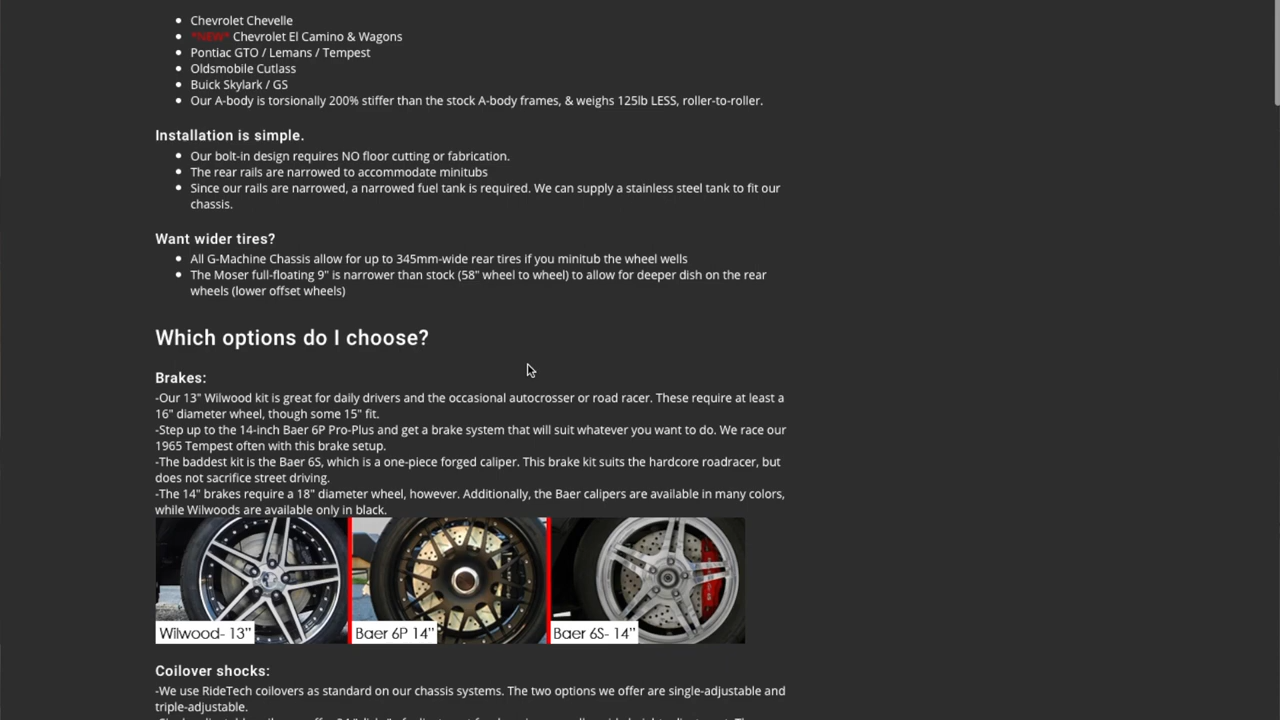 Chevrolet Chevelle
*NEW* Chevrolet El Camino & Wagons
Pontiac GTO / Lemans / Tempest
Oldsmobile Cutlass
Buick Skylark / GS
Our A-body is torsionally 200% stiffer than the stock A-body frames, & weighs 125lb LESS, roller-to-roller.
Installation is simple.
Our bolt-in design requires NO floor cutting or fabrication.
The rear rails are narrowed to accommodate minitubs
Since our rails are narrowed, a narrowed fuel tank is required. We can supply a stainless steel tank to fit our
chassis.
Want wider tires?
All G-Machine Chassis allow for up to 345mm-wide rear tires if you minitub the wheel wells
The Moser full-floating 9" is narrower than stock (58" wheel to wheel) to allow for deeper dish on the rear
wheels (lower offset wheels)
Which options do I choose?
Brakes:
-Our 13" Wilwood kit is great for daily drivers and the occasional autocrosser or road racer. These require at least a
16" diameter wheel, though some 15" fit.
-Step up to the 14-inch Baer 6P Pro-Plus and get a brake system that will suit whatever you want to do. We race our
1965 Tempest often with this brake setup.
-The baddest kit is the Baer 6S, which is a one-piece forged caliper. This brake kit suits the hardcore roadracer, but
does not sacrifice street driving.
-The 14" brakes require a 18" diameter wheel, however. Additionally, the Baer calipers are available in many colors,
while Wilwoods are available only in black.
Wilwood- 13"
Baer 6P 14"
Baer 6S- 14"
Coilover shocks:
-We use RideTech coilovers as standard on our chassis systems. The two options we offer are single-adjustable and
triple-adjustable.